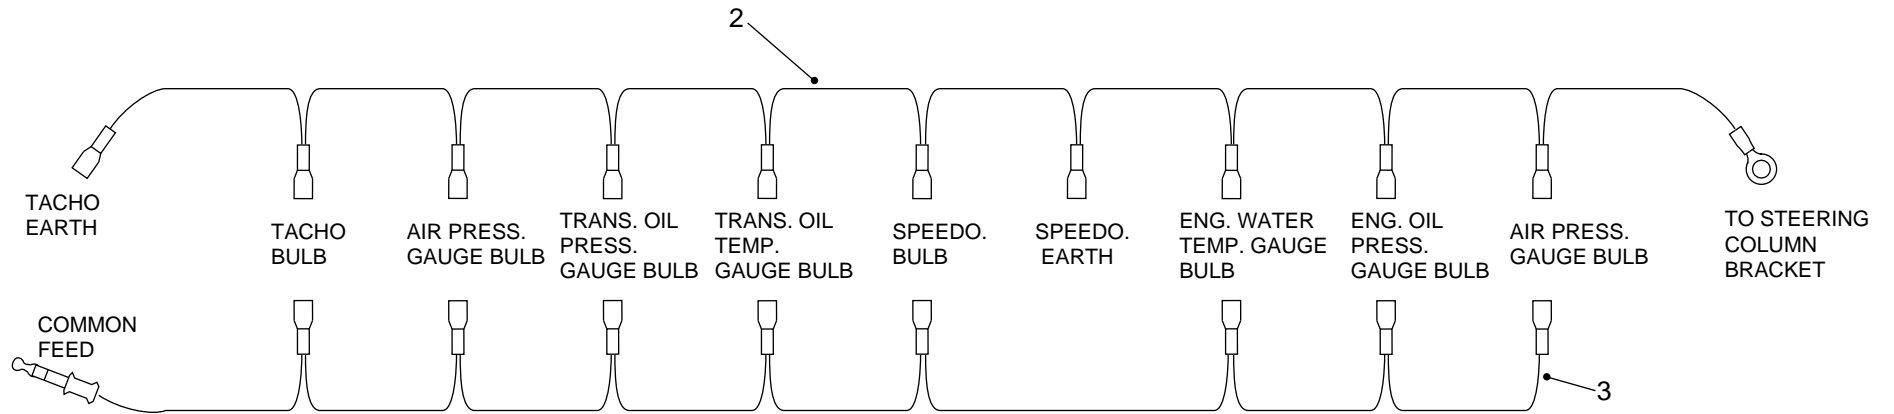 2
TACHO
EARTH
TACHO
BULB
AIR PRESS.
GAUGE BULB
TRANS. OIL
PRESS.
GAUGE BULB
TRANS. OIL
TEMP.
GAUGE BULB
SPEEDO.
BULB
SPEEDO.
EARTH
ENG. WATER
TEMP. GAUGE
BULB
ENG. OIL
PRESS.
GAUGE BULB
AIR PRESS.
GAUGE BULB
TO STEERING
COLUMN
BRACKET
COMMON
FEED
3